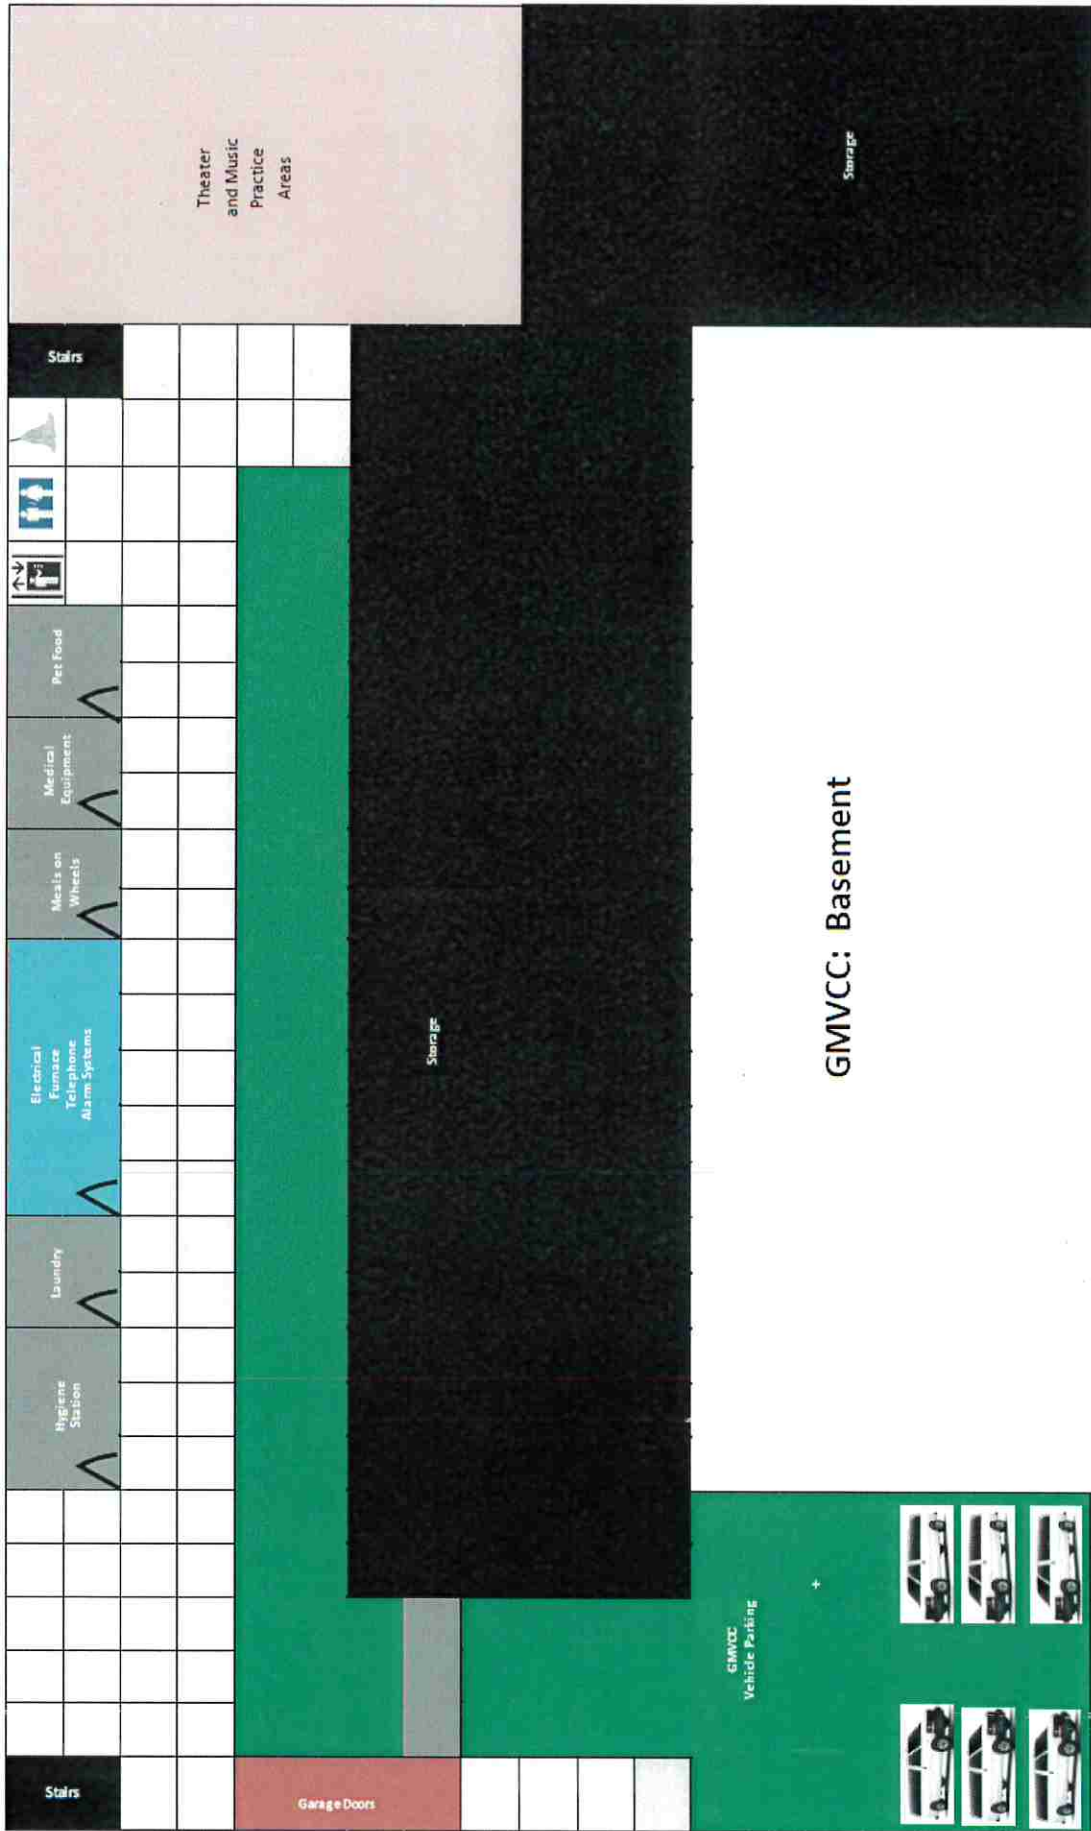 Theater
and Music
Practice
Areas
Storage
Stairs
Pet Food
Medical
Equipment
Meals on
Wheels
Electrical
Furnace
Telephone
Alarm Systems
Storage
GMVCC: Basement
Laundry
Hygiene
Station
GMVCC
Vehicle Parking
+
Stairs
Garage Doors